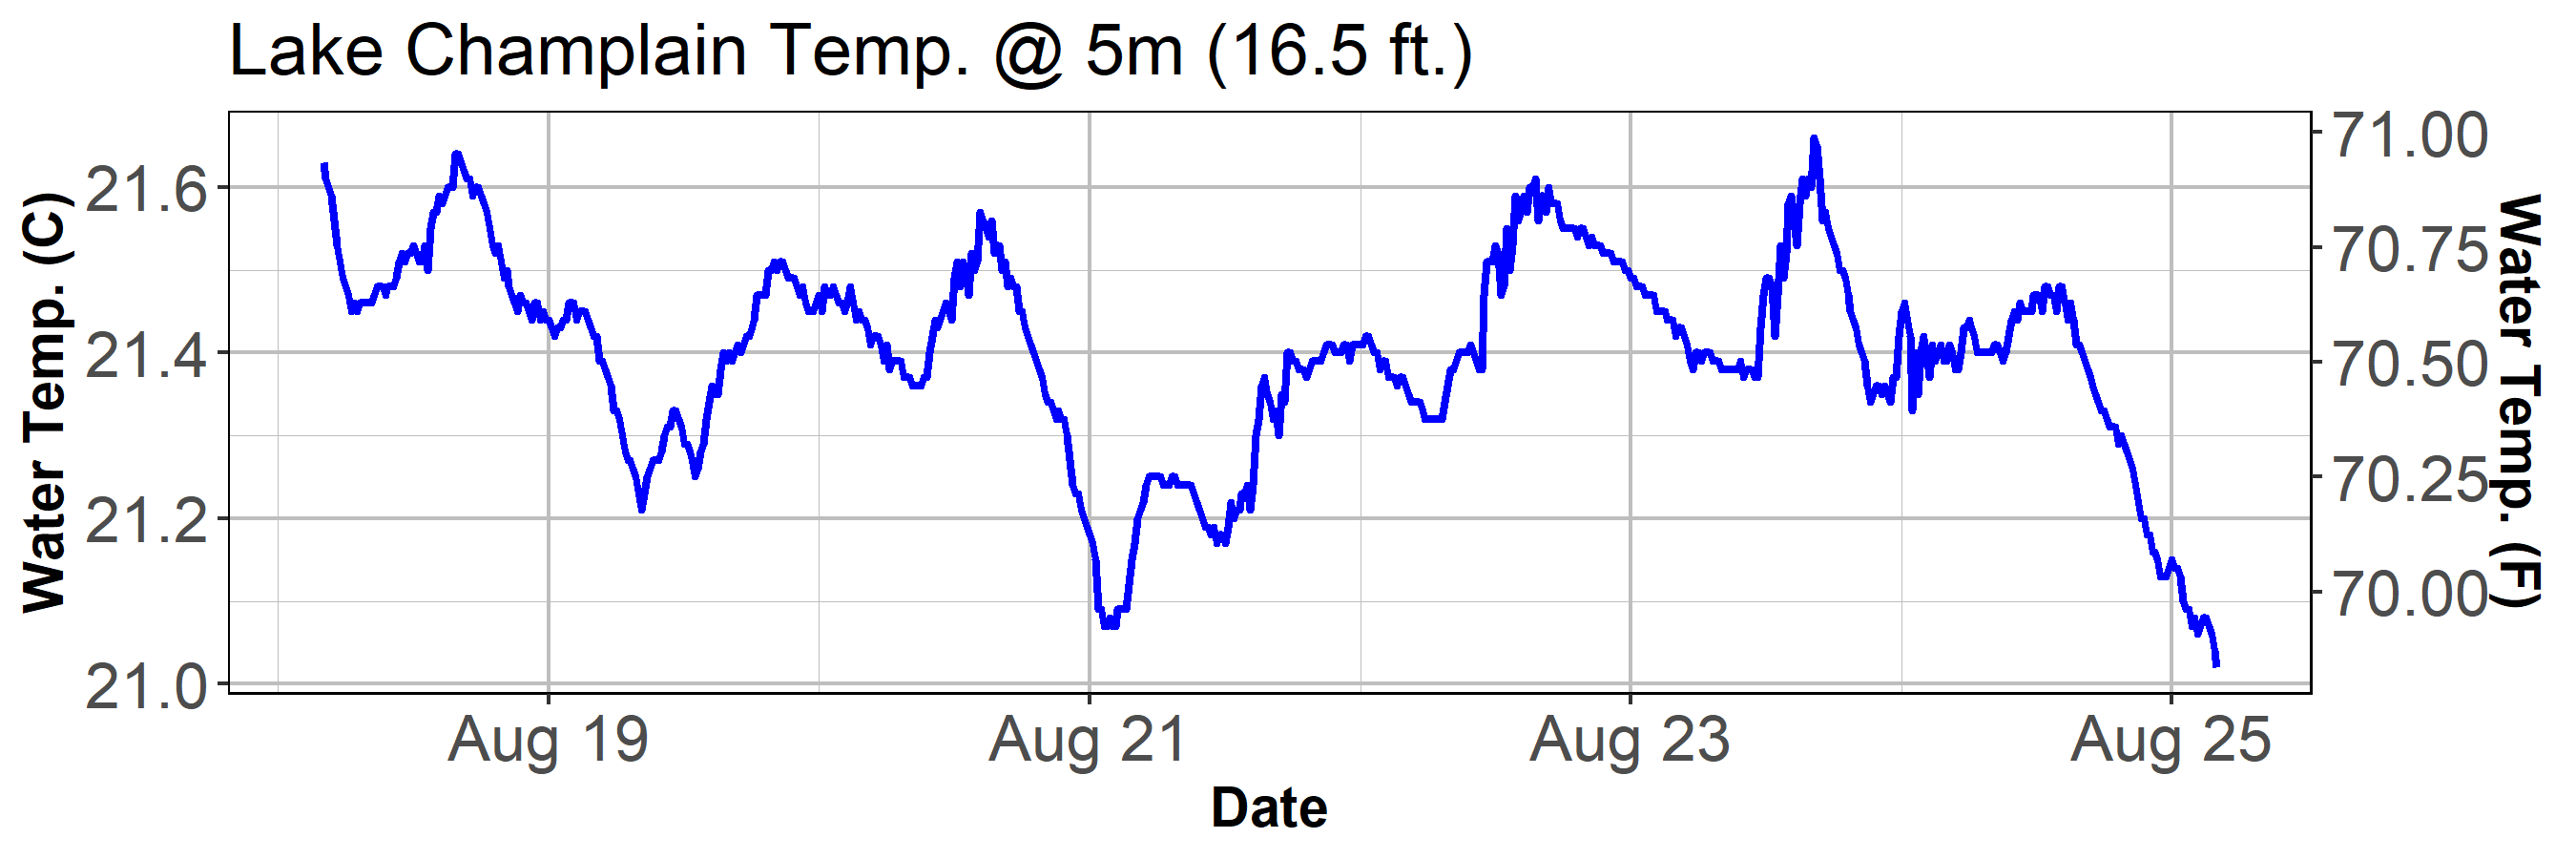 Lake Champlain Temp. @ 5m (16.5 ft.)
Water Temp. (C)
21.6
21.4
21.2
21.0
71.00
70.75
70.50
70.25
70.00
Water Temp. (F)
Aug 19
Aug 21
Aug 23
Aug 25
Date